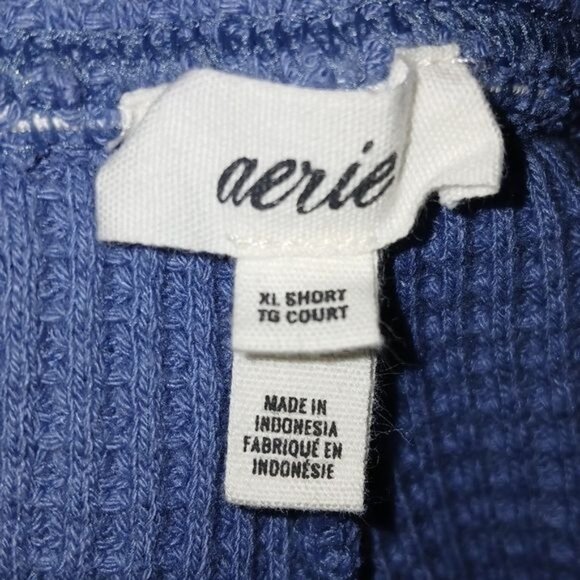 aerie
XL SHORT
TG COURT
MADE IN
INDONESIA
FABRIQUÉ EN
INDONÉSIE